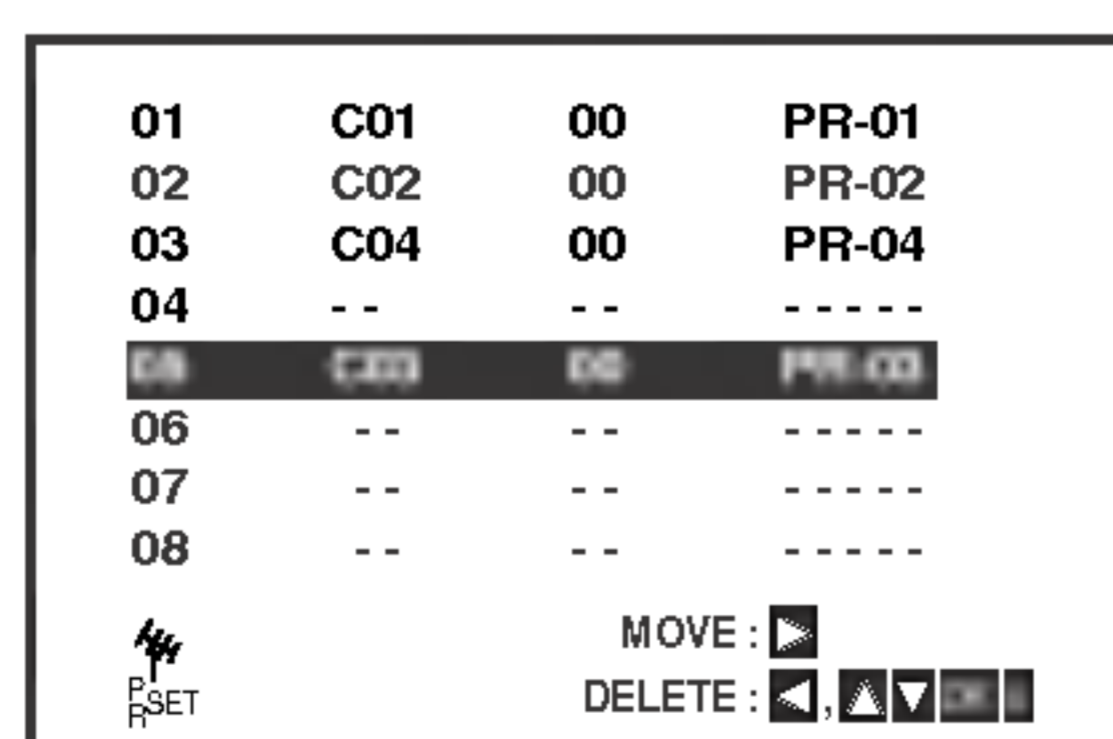 01 C01 00 PR-01
02 C02 00 PR-02
03 C04 00 PR-04
04 - - - - - - - - -
06 - - - - - - - - -
07 - - - - - - - - -
08 - - - - - - - - -
MOVE :
PR SET
DELETE : ,